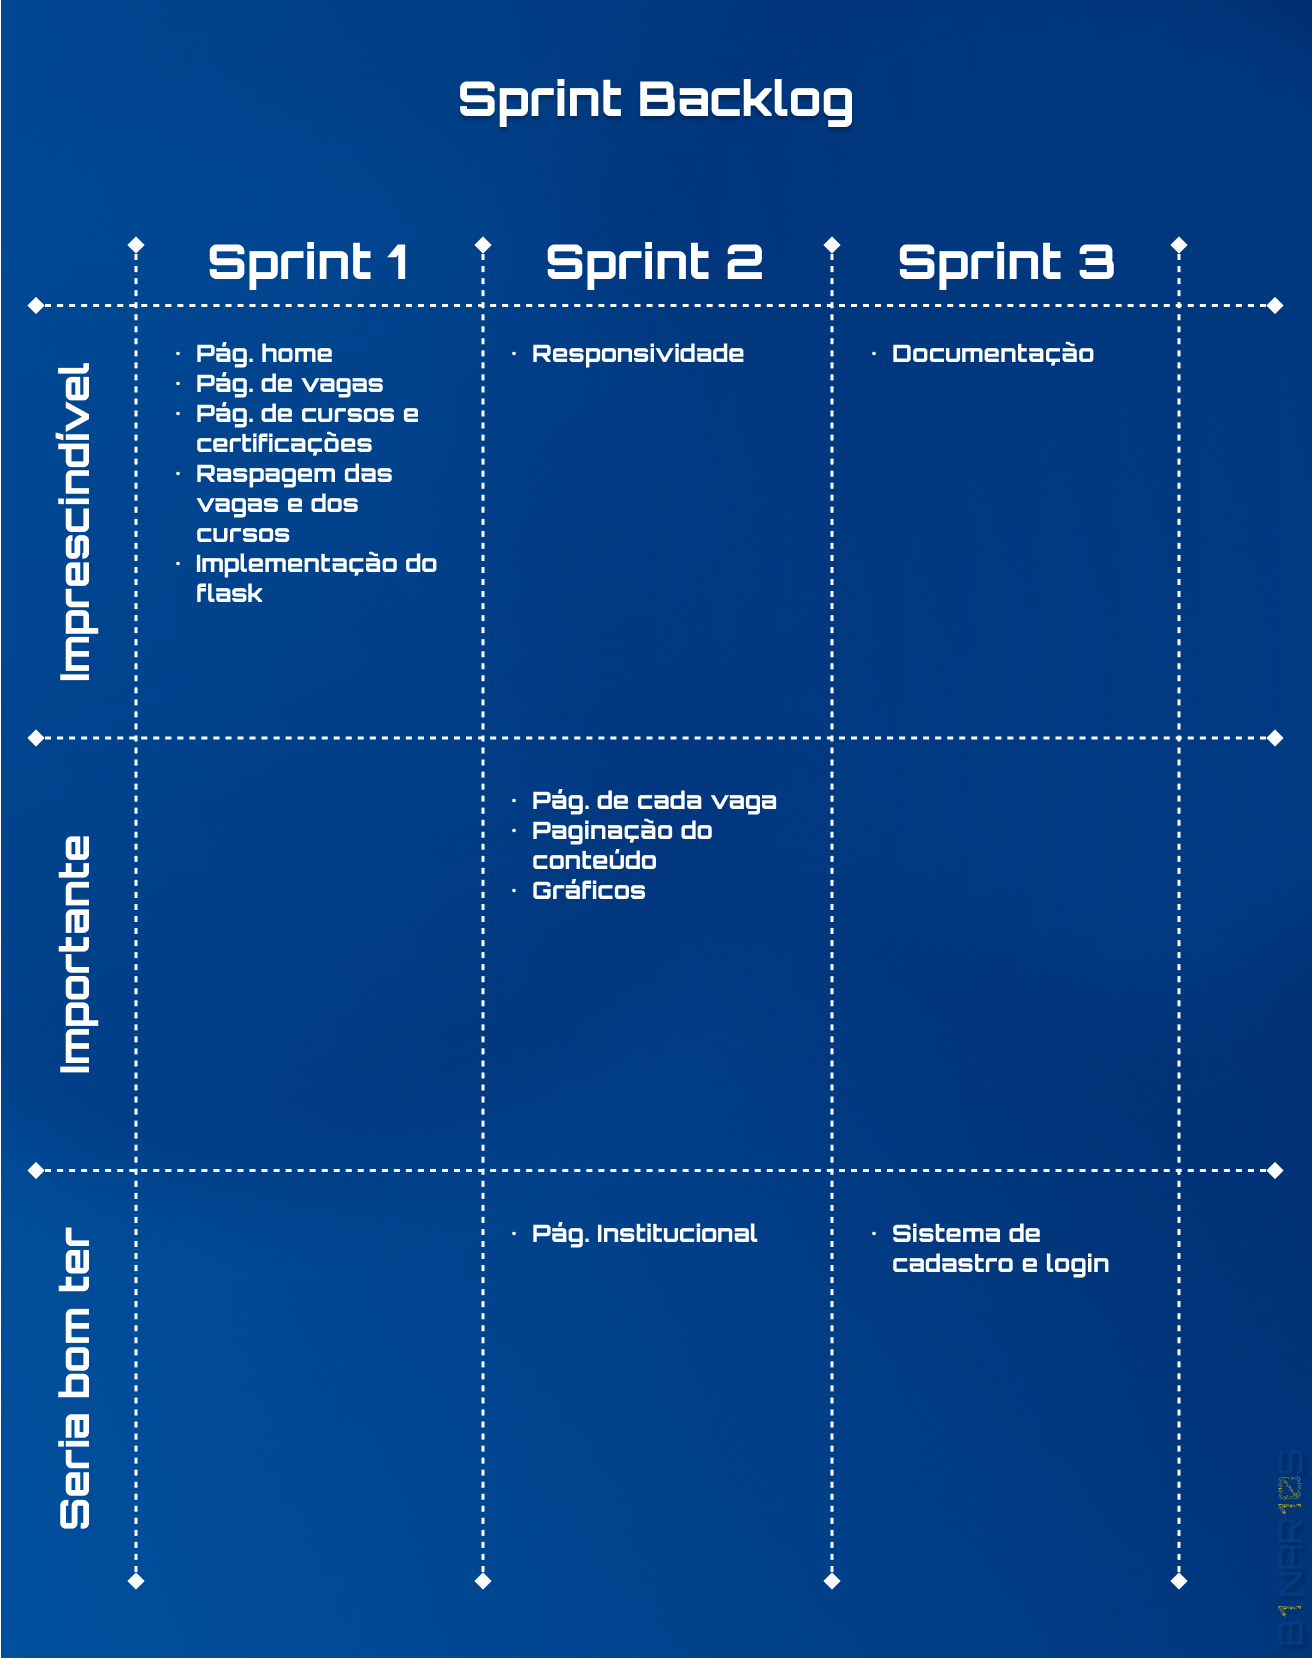 Sprint Backlog
Sprint 1
Sprint 2
Sprint 3
Imprescindível
· Pág. home
· Pág. de vagas
· Pág. de cursos e
certificações
· Raspagem das
vagas e dos
cursos
· Implementação do
flask
· Responsividade
· Documentação
Importante
· Pág. de cada vaga
· Paginação do
conteúdo
· Gráficos
Seria bom ter
· Pág. Institucional
· Sistema de
cadastro e login
B1NAR10S